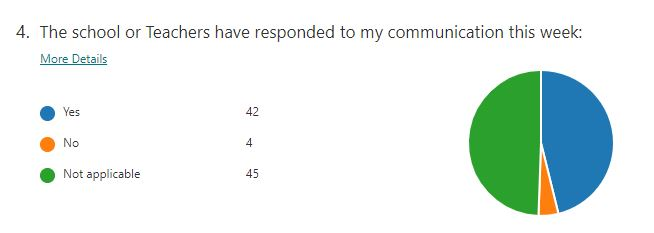 4. The school or Teachers have responded to my communication this week:
More Details
Yes 42
No 4
Not applicable 45